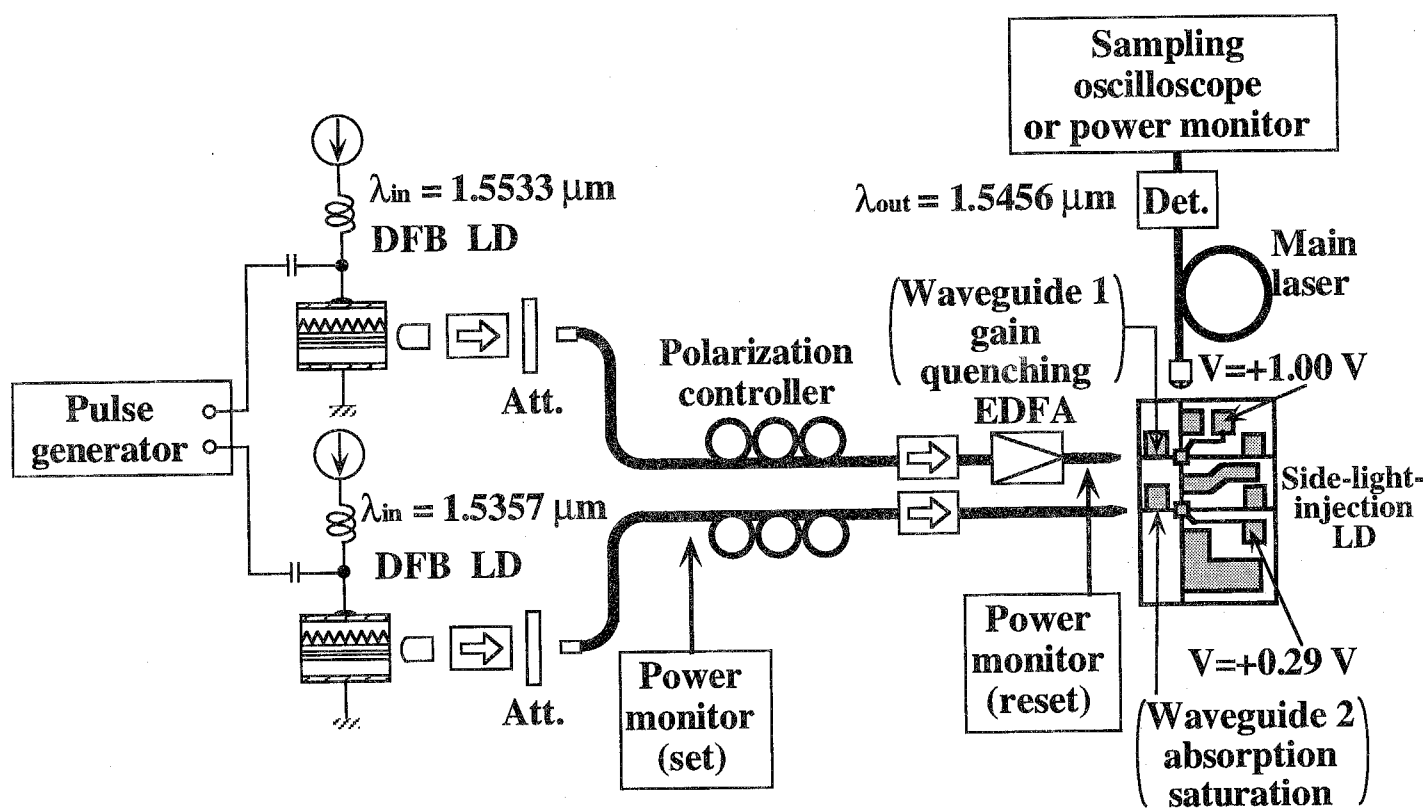 Sampling
oscilloscope
or power monitor
λin = 1.5533 μm
DFB LD
λout = 1.5456 μm
Det.
Main
laser
(Waveguide 1
gain
quenching)
V=+1.00 V
Polarization
controller
EDFA
Att.
Pulse
generator
λin = 1.5357 μm
DFB LD
Side-light-
injection
LD
Att.
Power
monitor
(set)
Power
monitor
(reset)
V=+0.29 V
(Waveguide 2
absorption
saturation)